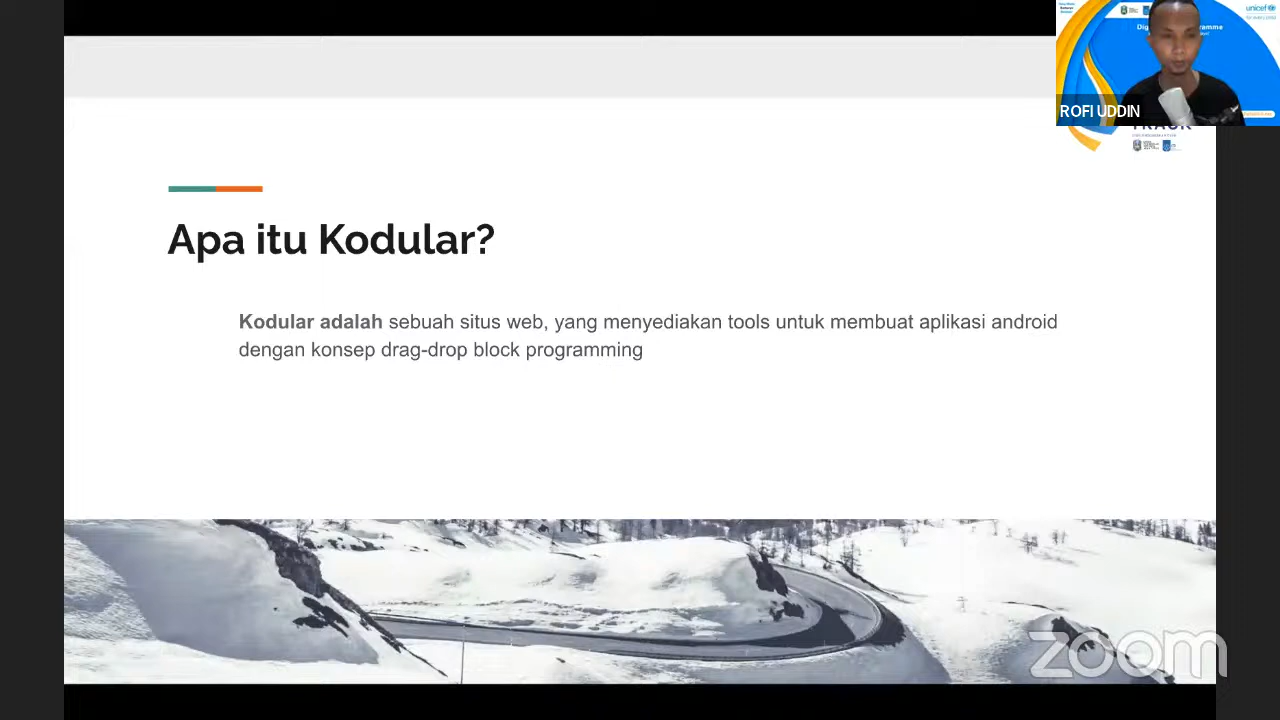 unicef
ROFI UDDIN
Apa itu Kodular?
Kodular adalah sebuah situs web, yang menyediakan tools untuk membuat aplikasi android
dengan konsep drag-drop block programming
zoom